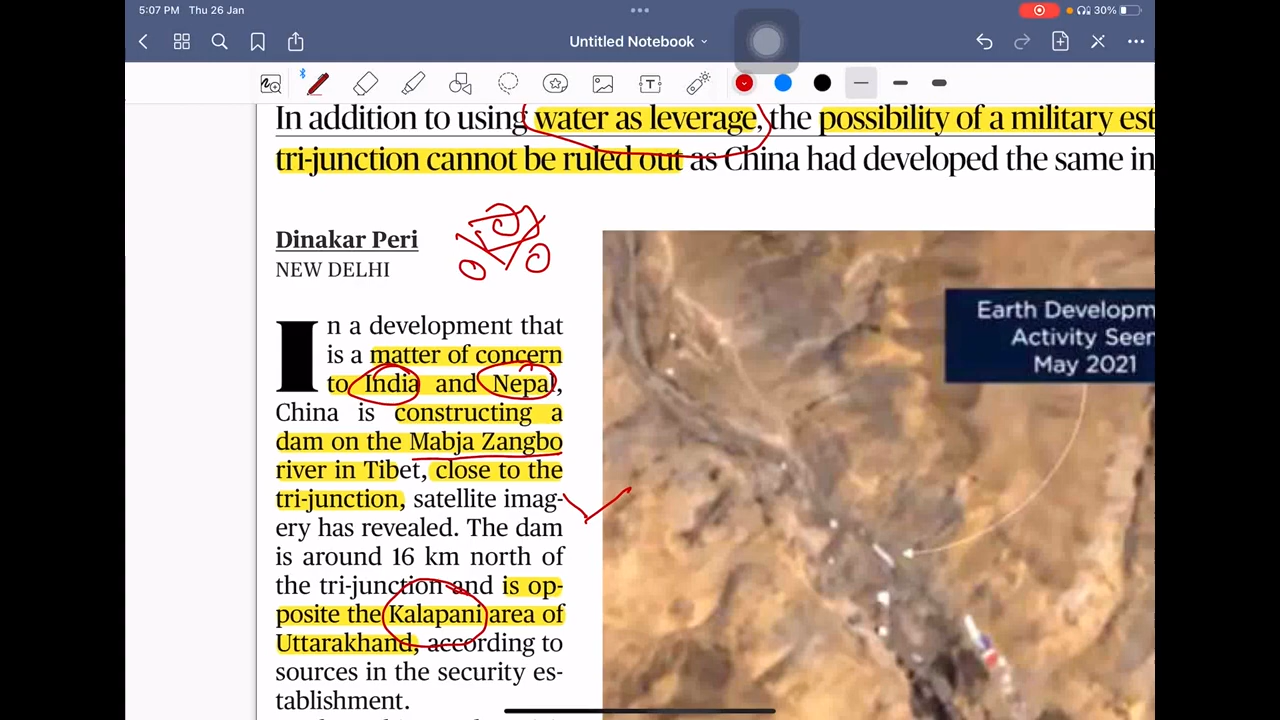 5:07 PM Thu 26 Jan
30%
Untitled Notebook
In addition to using water as leverage, the possibility of a military est
tri-junction cannot be ruled out as China had developed the same in
Dinakar Peri
NEW DELHI
In a development that
is a matter of concern
to India and Nepal,
China is constructing a
dam on the Mabja Zangbo
river in Tibet, close to the
tri-junction, satellite imag-
ery has revealed. The dam
is around 16 km north of
the tri-junction and is op-
posite the Kalapani area of
Uttarakhand, according to
sources in the security es-
tablishment.
Earth Developm
Activity Seen
May 2021